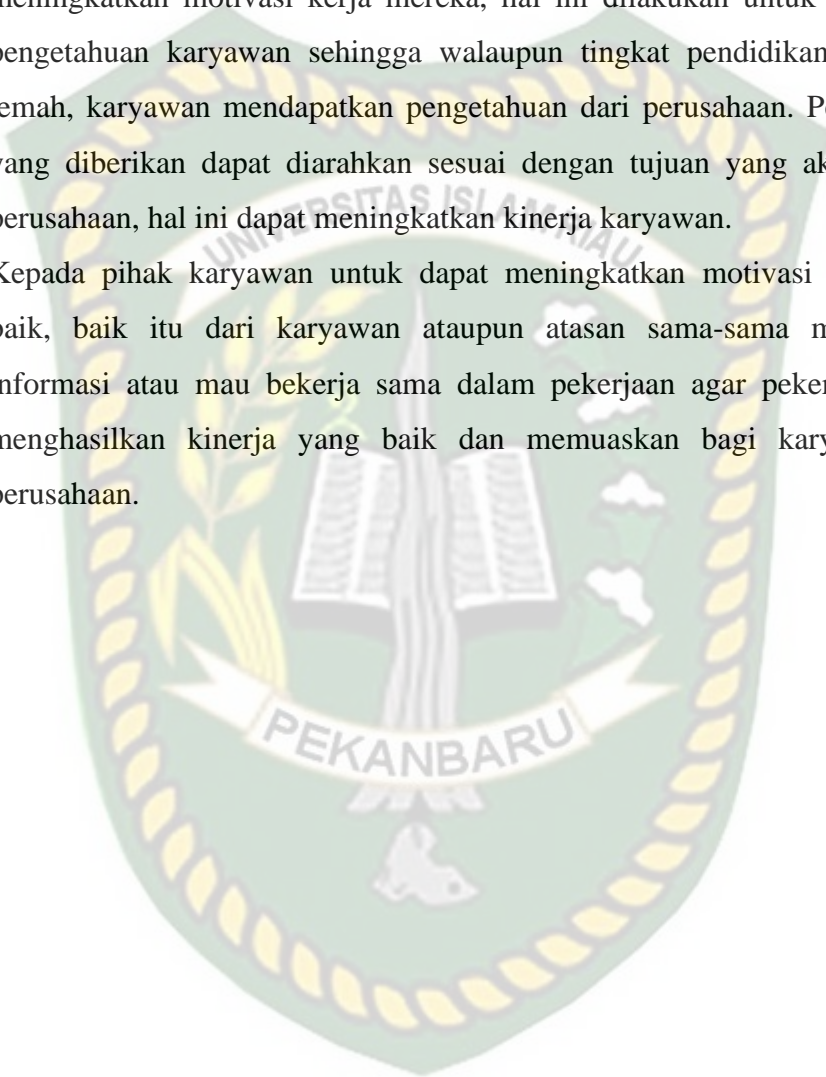 meningkatkan motivasi kerja mereka, hal ini dilakukan untuk
pengetahuan karyawan sehingga walaupun tingkat pendidikan
lemah, karyawan mendapatkan pengetahuan dari perusahaan.
yang diberikan dapat diarahkan sesuai dengan tujuan yang
perusahaan, hal ini dapat meningkatkan kinerja karyawan.
Kepada pihak karyawan untuk dapat meningkatkan motivasi
baik, baik itu dari karyawan ataupun atasan sama-sama
informasi atau mau bekerja sama dalam pekerjaan agar
menghasilkan kinerja yang baik dan memuaskan bagi
perusahaan.
UNIVERSITAS ISLAM RIAU
PEKANBARU